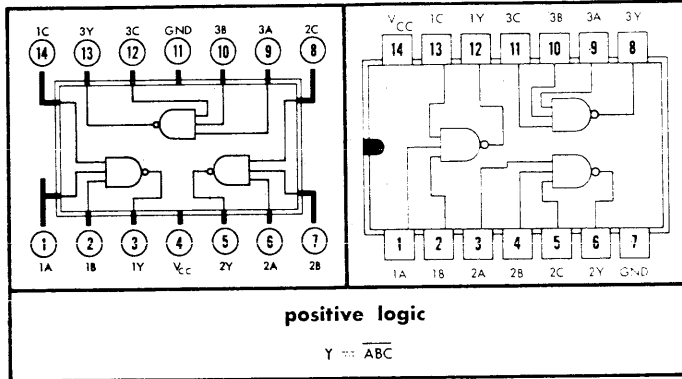 1C 3Y 3C GND 3B 3A 2C
14 13 12 11 10 9 8
1 2 3 4 5 6 7
1A 1B 1Y VCC 2Y 2A 2B
VCC 1C 1Y 3C 3B 3A 3Y
14 13 12 11 10 9 8
1 2 3 4 5 6 7
1A 1B 2A 2B 2C 2Y GND
positive logic
Y = ABC